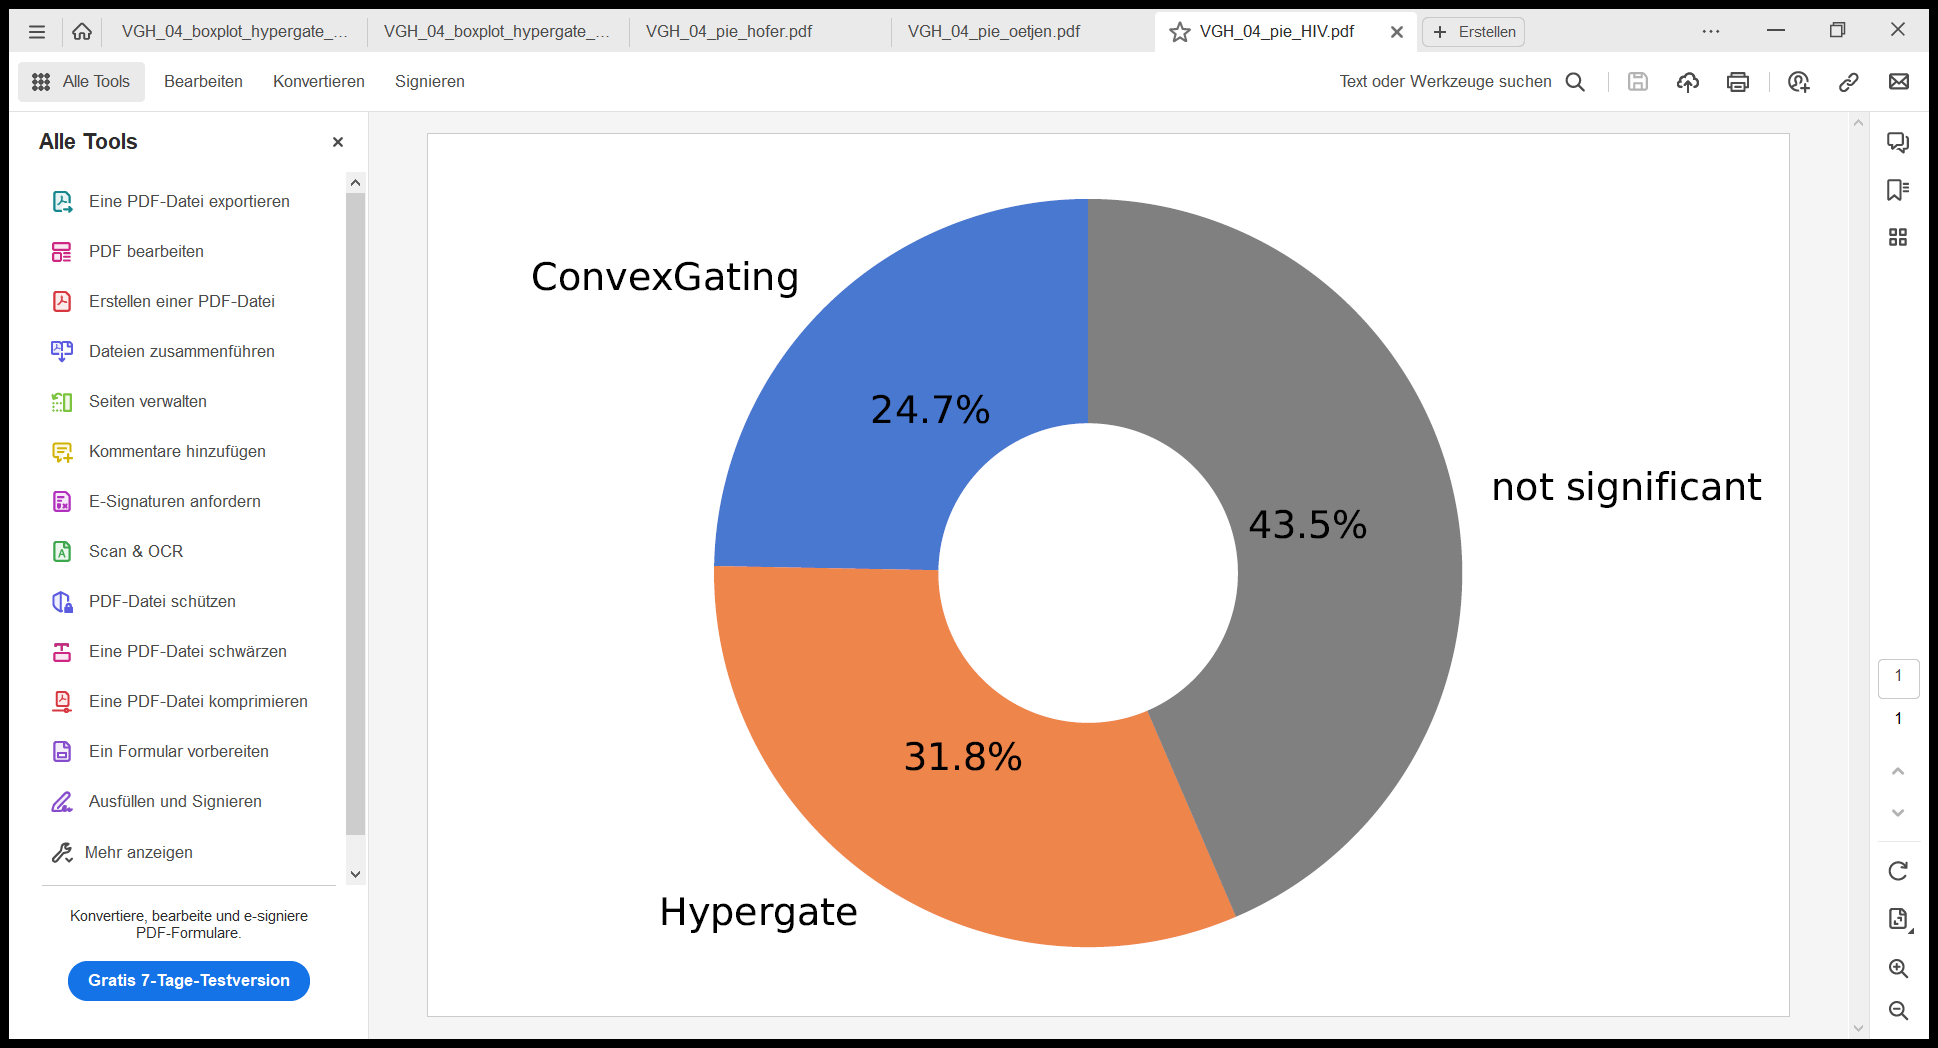 VGH_04_boxplot_hypergate_...
VGH_04_boxplot_hypergate_...
VGH_04_pie_hofer.pdf
VGH_04_pie_oetjen.pdf
VGH_04_pie_HIV.pdf
Erstellen
Alle Tools
Bearbeiten
Konvertieren
Signieren
Text oder Werkzeuge suchen
Alle Tools
Eine PDF-Datei exportieren
PDF bearbeiten
Erstellen einer PDF-Datei
Dateien zusammenführen
Seiten verwalten
Kommentare hinzufügen
E-Signaturen anfordern
Scan & OCR
PDF-Datei schützen
Eine PDF-Datei schwärzen
Eine PDF-Datei komprimieren
Ein Formular vorbereiten
Ausfüllen und Signieren
Mehr anzeigen
Konvertiere, bearbeite und e-signiere
PDF-Formulare.
Gratis 7-Tage-Testversion
ConvexGating
24.7%
not significant
43.5%
31.8%
Hypergate
1
1